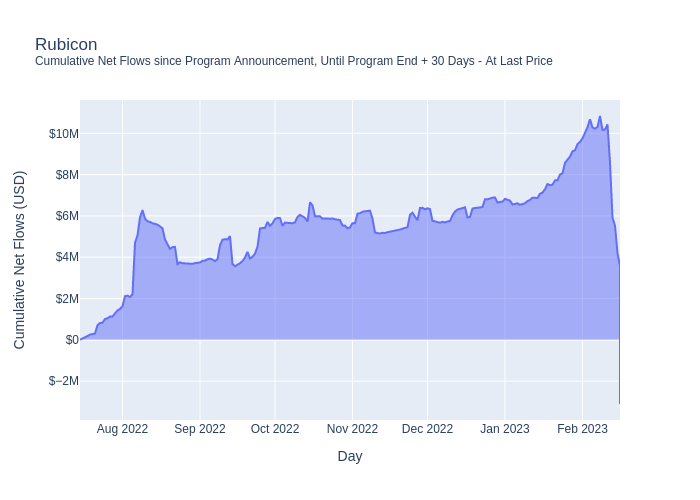 Rubicon
Cumulative Net Flows since Program Announcement, Until Program End + 30 Days - At Last Price
$10M
$8M
$6M
$4M
$2M
$0
$−2M
Cumulative Net Flows (USD)
Aug 2022
Sep 2022
Oct 2022
Nov 2022
Dec 2022
Jan 2023
Feb 2023
Day